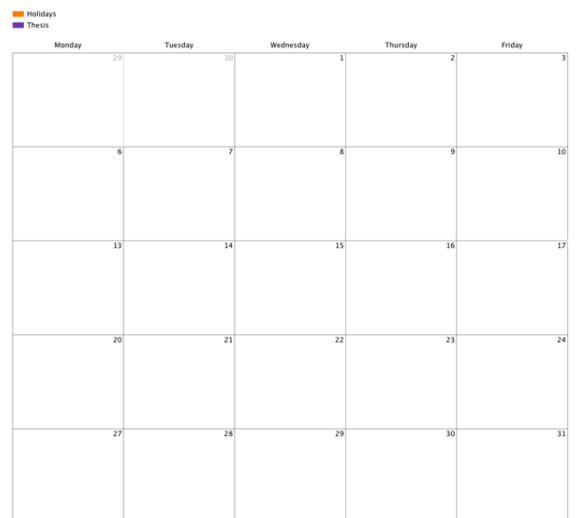 Holidays
Thesis
Monday Tuesday Wednesday Thursday Friday
29 30 1 2 3
6 7 8 9 10
13 14 15 16 17
20 21 22 23 24
27 28 29 30 31